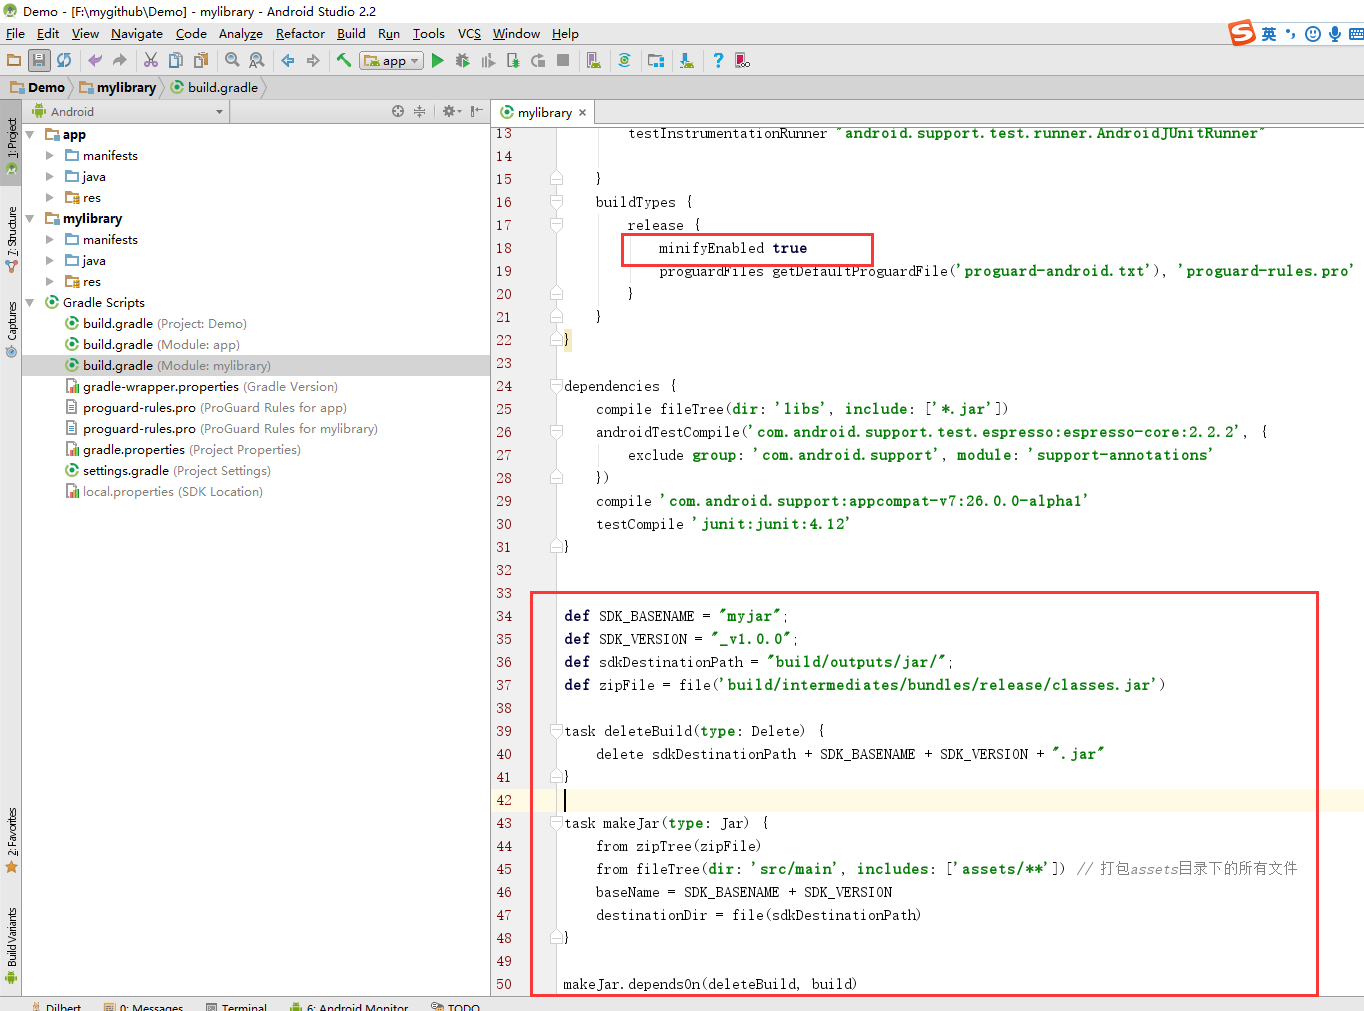 Demo - [F:\mygithub\Demo] - mylibrary - Android Studio 2.2
File Edit View Navigate Code Analyze Refactor Build Run Tools VCS Window Help
英
app
Demo mylibrary build.gradle
Android
mylibrary
1: Project
7: Structure
Captures
2: Favorites
Build Variants
app
manifests
java
res
mylibrary
manifests
java
res
Gradle Scripts
build.gradle (Project: Demo)
build.gradle (Module: app)
build.gradle (Module: mylibrary)
gradle-wrapper.properties (Gradle Version)
proguard-rules.pro (ProGuard Rules for app)
proguard-rules.pro (ProGuard Rules for mylibrary)
gradle.properties (Project Properties)
settings.gradle (Project Settings)
local.properties (SDK Location)
13 testInstrumentationRunner "android.support.test.runner.AndroidJUnitRunner"
14
15 }
16 buildTypes {
17 release {
18 minifyEnabled true
19 proguardFiles getDefaultProguardFile('proguard-android.txt'), 'proguard-rules.pro'
20 }
21 }
22 }
23
24 dependencies {
25 compile fileTree(dir: 'libs', include: ['*.jar'])
26 androidTestCompile('com.android.support.test.espresso:espresso-core:2.2.2', {
27 exclude group: 'com.android.support', module: 'support-annotations'
28 })
29 compile 'com.android.support:appcompat-v7:26.0.0-alpha1'
30 testCompile 'junit:junit:4.12'
31 }
32
33
34 def SDK_BASENAME = "myjar";
35 def SDK_VERSION = "_v1.0.0";
36 def sdkDestinationPath = "build/outputs/jar/";
37 def zipFile = file('build/intermediates/bundles/release/classes.jar')
38
39 task deleteBuild(type: Delete) {
40 delete sdkDestinationPath + SDK_BASENAME + SDK_VERSION + ".jar"
41 }
42
43 task makeJar(type: Jar) {
44 from zipTree(zipFile)
45 from fileTree(dir: 'src/main', includes: ['assets/**']) // 打包assets目录下的所有文件
46 baseName = SDK_BASENAME + SDK_VERSION
47 destinationDir = file(sdkDestinationPath)
48 }
49
50 makeJar.dependsOn(deleteBuild, build)
Dilbert 0: Messages Terminal 6: Android Monitor TODO